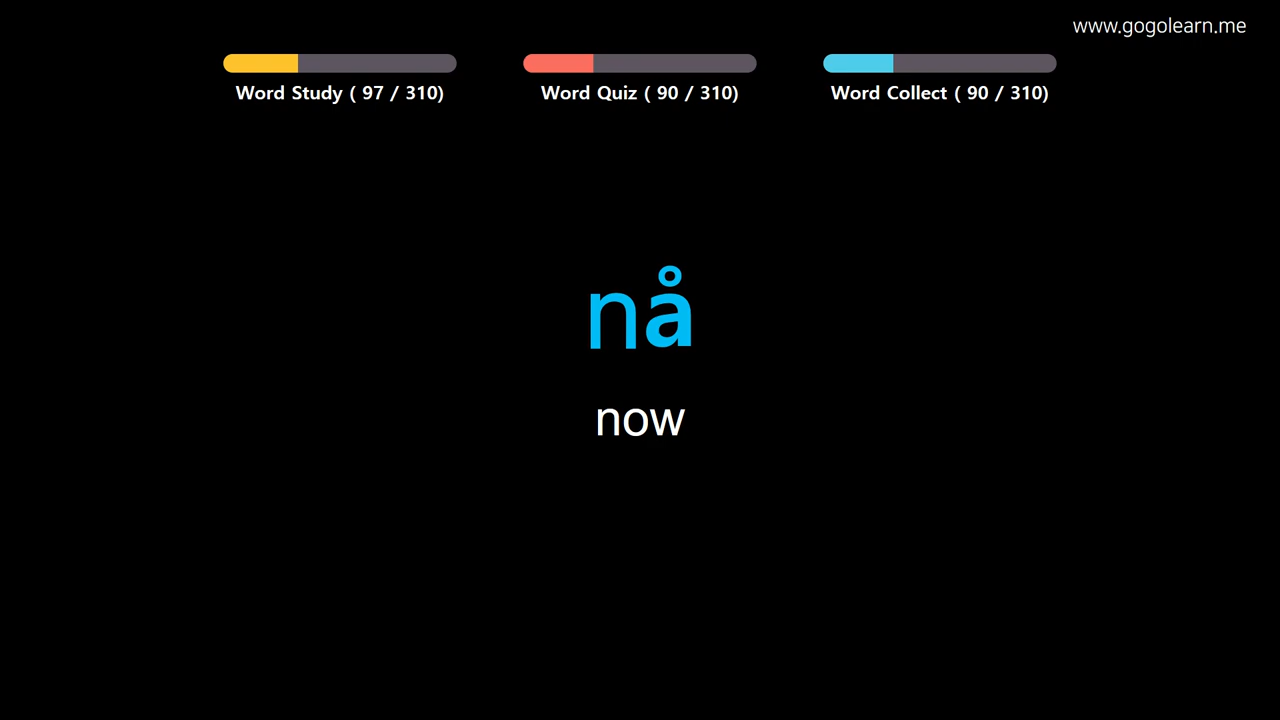 www.gogolearn.me
Word Study ( 97 / 310)
Word Quiz ( 90 / 310)
Word Collect ( 90 / 310)
nå
now